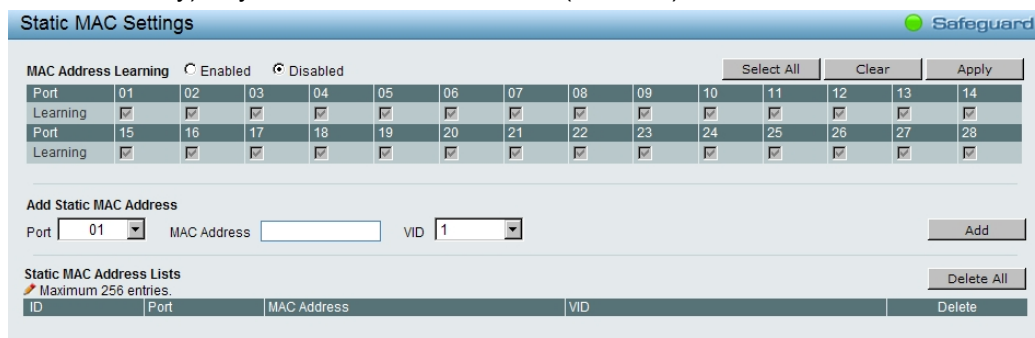 Static MAC Settings Safeguard
MAC Address Learning Enabled Disabled Select All Clear Apply
Port 01 02 03 04 05 06 07 08 09 10 11 12 13 14
Learning
Port 15 16 17 18 19 20 21 22 23 24 25 26 27 28
Learning
Add Static MAC Address
Port 01 MAC Address VID 1 Add
Static MAC Address Lists Delete All
Maximum 256 entries.
ID Port MAC Address VID Delete